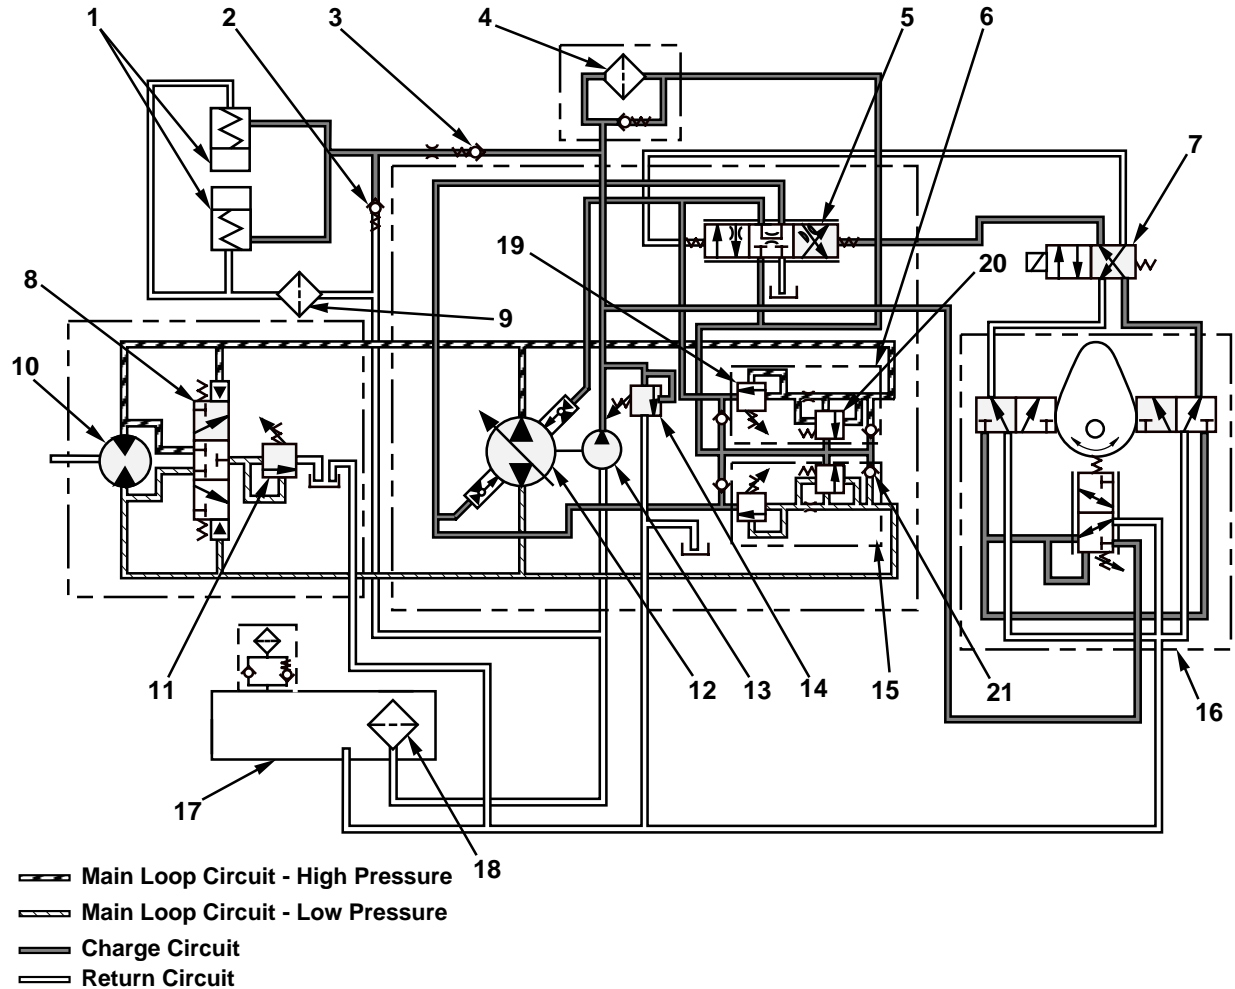 1 2 3 4 5 6
7
19 20
8
9
10
11 12 13 14 15 21
16
17
18
Main Loop Circuit - High Pressure
Main Loop Circuit - Low Pressure
Charge Circuit
Return Circuit